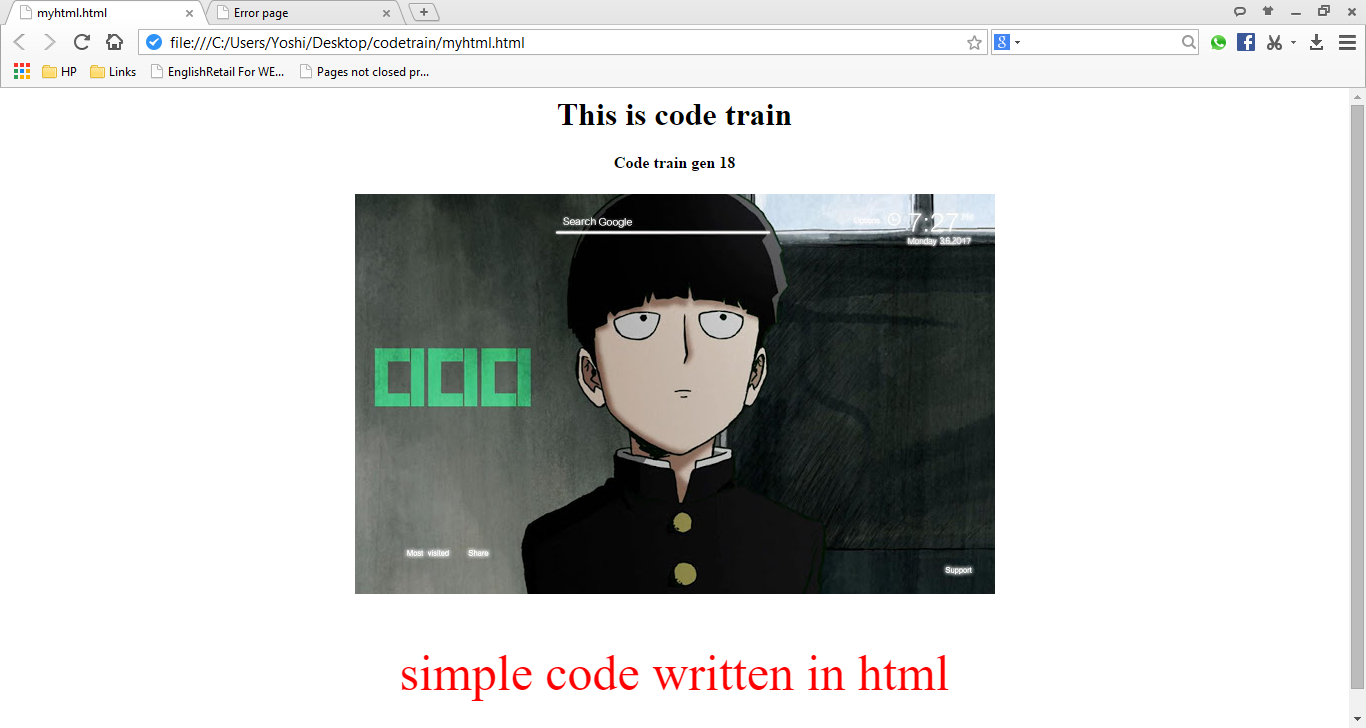 myhtml.html
Error page
file:///C:/Users/Yoshi/Desktop/codetrain/myhtml.html
HP
Links
EnglishRetail For WE...
Pages not closed pr...
This is code train
Code train gen 18
Search Google
Options
7:27 PM
Monday 3.6.2017
Most visited
Share
Support
simple code written in html